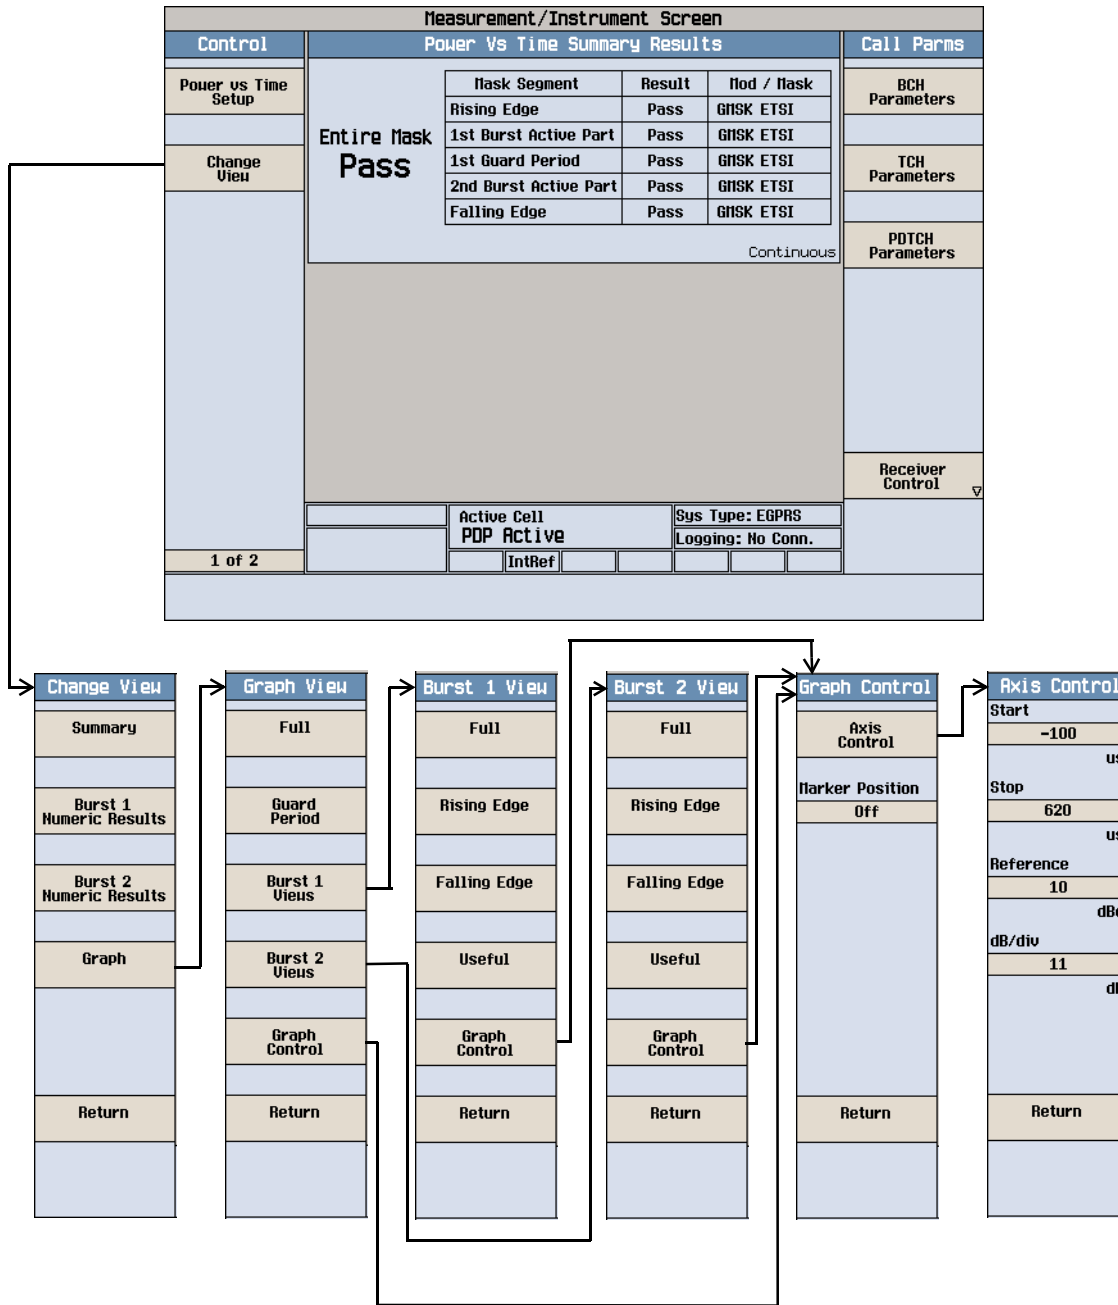 Measurement/Instrument Screen
Control
Power Vs Time Summary Results
Call Parms
Power vs Time
Setup
Change
View
1 of 2
Entire Mask
Pass
Mask Segment Result Mod / Mask
Rising Edge Pass GMSK ETSI
1st Burst Active Part Pass GMSK ETSI
1st Guard Period Pass GMSK ETSI
2nd Burst Active Part Pass GMSK ETSI
Falling Edge Pass GMSK ETSI
Continuous
BCH
Parameters
TCH
Parameters
PDTCH
Parameters
Receiver
Control
Active Cell
PDP Active
Sys Type: EGPRS
Logging: No Conn.
IntRef
Change View
Summary
Burst 1
Numeric Results
Burst 2
Numeric Results
Graph
Return
Graph View
Full
Guard
Period
Burst 1
Views
Burst 2
Views
Graph
Control
Return
Burst 1 View
Full
Rising Edge
Falling Edge
Useful
Graph
Control
Return
Burst 2 View
Full
Rising Edge
Falling Edge
Useful
Graph
Control
Return
Graph Control
Axis
Control
Marker Position
Off
Return
Axis Control
Start
-100
us
Stop
620
us
Reference
10
dB/div
11
Return